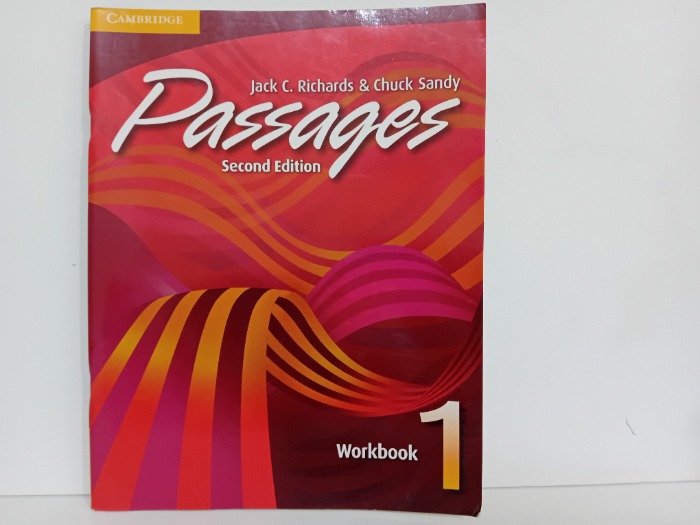 CAMBRIDGE
Jack C. Richards & Chuck Sandy
Passages
Second Edition
Workbook 1